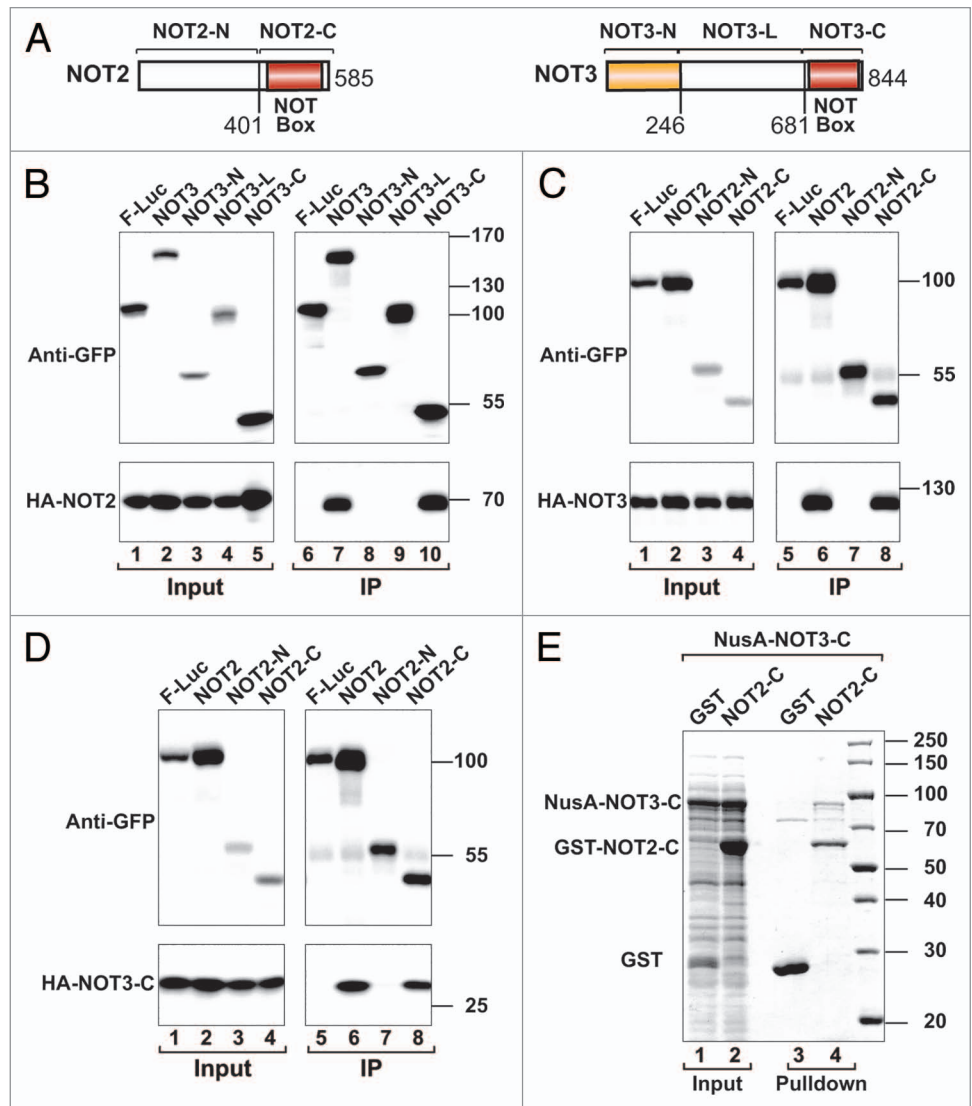 A
NOT2-N NOT2-C
NOT2 585
401 NOT Box
NOT3-N NOT3-L NOT3-C
NOT3 844
246 681 NOT Box
B
F-Luc NOT3 NOT3-N NOT3-L NOT3-C F-Luc NOT3 NOT3-N NOT3-L NOT3-C
170
130
100
Anti-GFP
55
HA-NOT2 70
1 2 3 4 5 6 7 8 9 10
Input IP
C
F-Luc NOT2 NOT2-N NOT2-C F-Luc NOT2 NOT2-N NOT2-C
100
Anti-GFP
55
HA-NOT3 130
1 2 3 4 5 6 7 8
Input IP
D
F-Luc NOT2 NOT2-N NOT2-C F-Luc NOT2 NOT2-N NOT2-C
100
Anti-GFP
55
HA-NOT3-C
25
1 2 3 4 5 6 7 8
Input IP
E
NusA-NOT3-C
GST NOT2-C GST NOT2-C
250
150
NusA-NOT3-C 100
70
GST-NOT2-C
50
40
GST 30
20
1 2 3 4
Input Pulldown